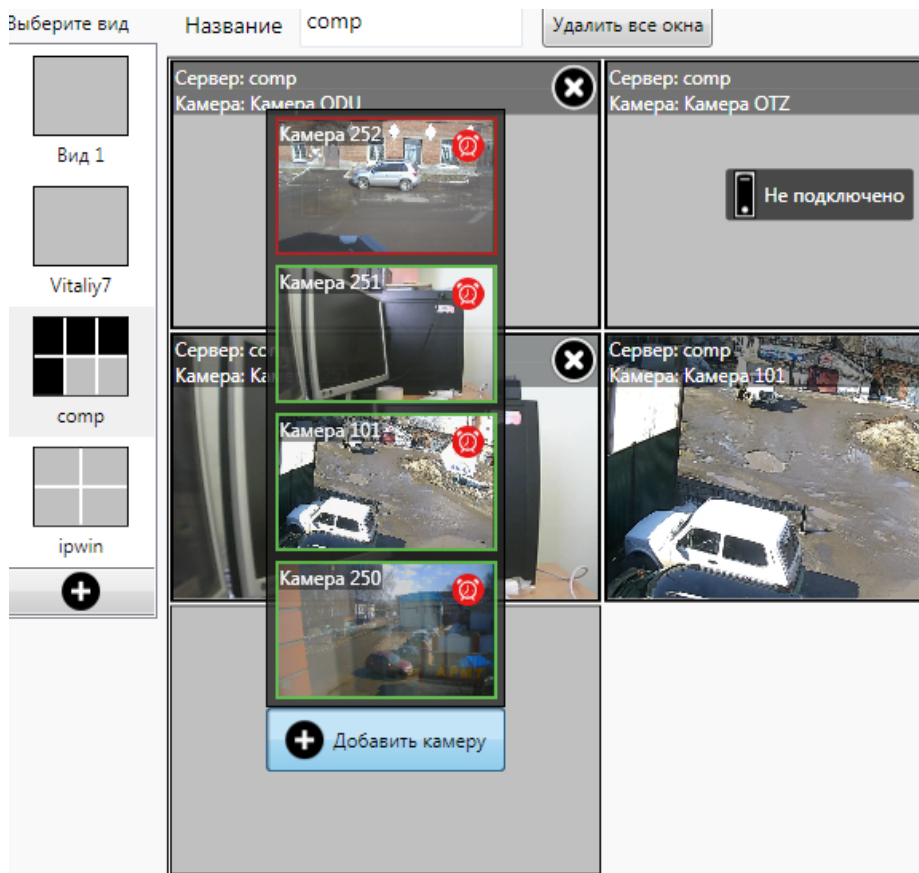 Выберите вид
Название
comp
Удалить все окна
Вид 1
Vitaliy7
comp
ipwin
Сервер: comp
Камера: Камера ODU
Сервер: comp
Камера: Камера OTZ
Не подключено
Камера 252
Камера 251
Камера 101
Камера 250
Сервер: com
Камера: Ка
Сервер: comp
Камера: Камера 101
Добавить камеру